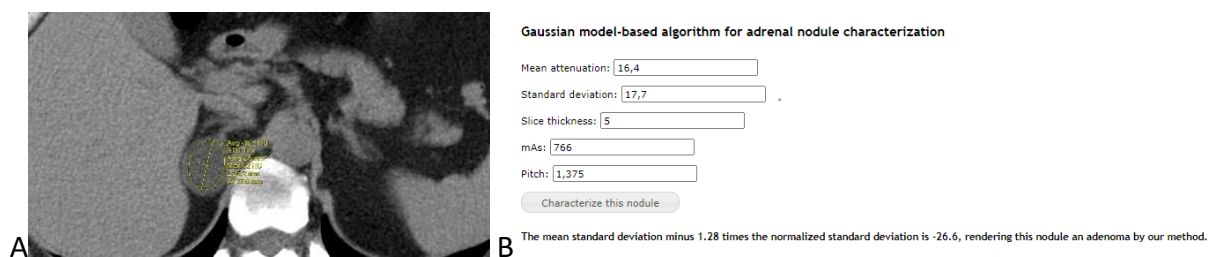 A
B
Gaussian model-based algorithm for adrenal nodule characterization
Mean attenuation: 16,4
Standard deviation: 17,7
Slice thickness: 5
mAs: 766
Pitch: 1,375
Characterize this nodule
The mean standard deviation minus 1.28 times the normalized standard deviation is -26.6, rendering this nodule an adenoma by our method.